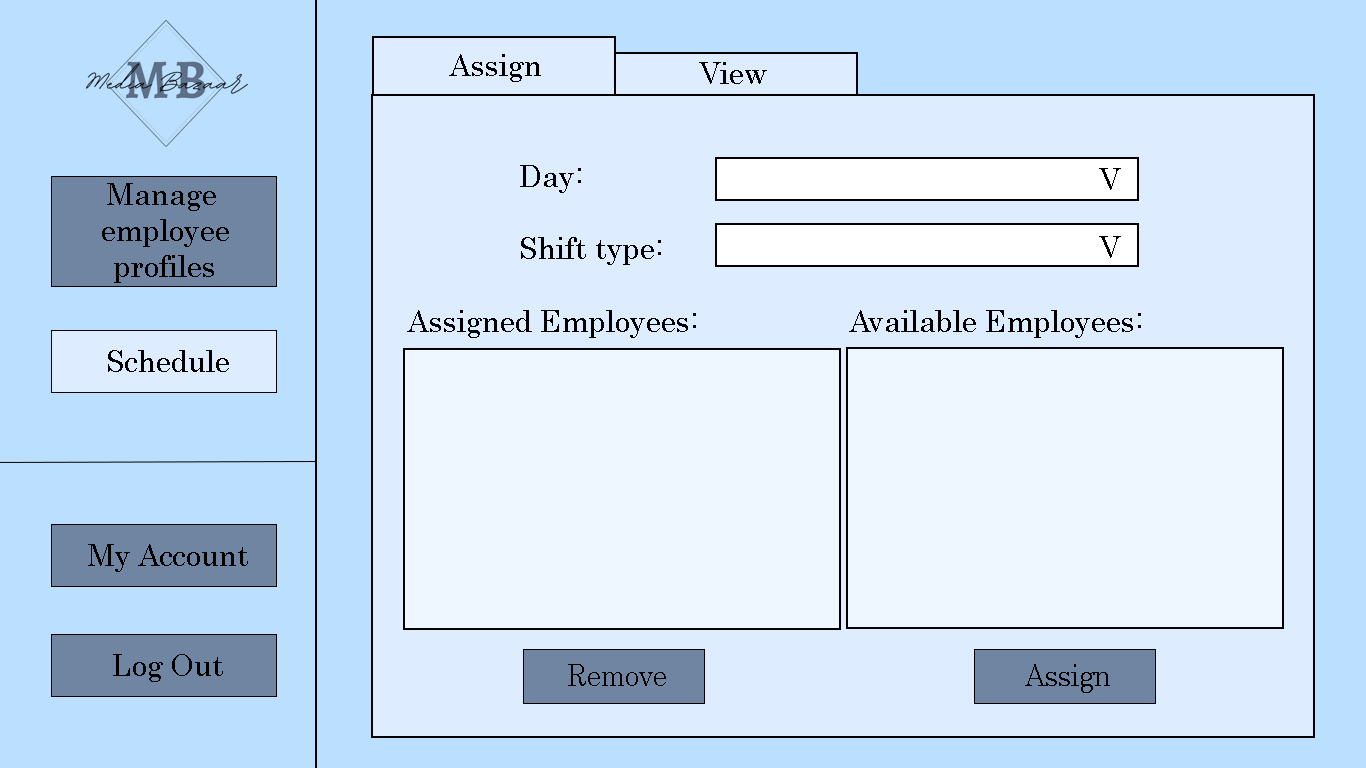 MB
Media Bazaar
Manage
employee
profiles
Schedule
My Account
Log Out
Assign
View
Day:
V
Shift type:
V
Assigned Employees:
Available Employees:
Remove
Assign